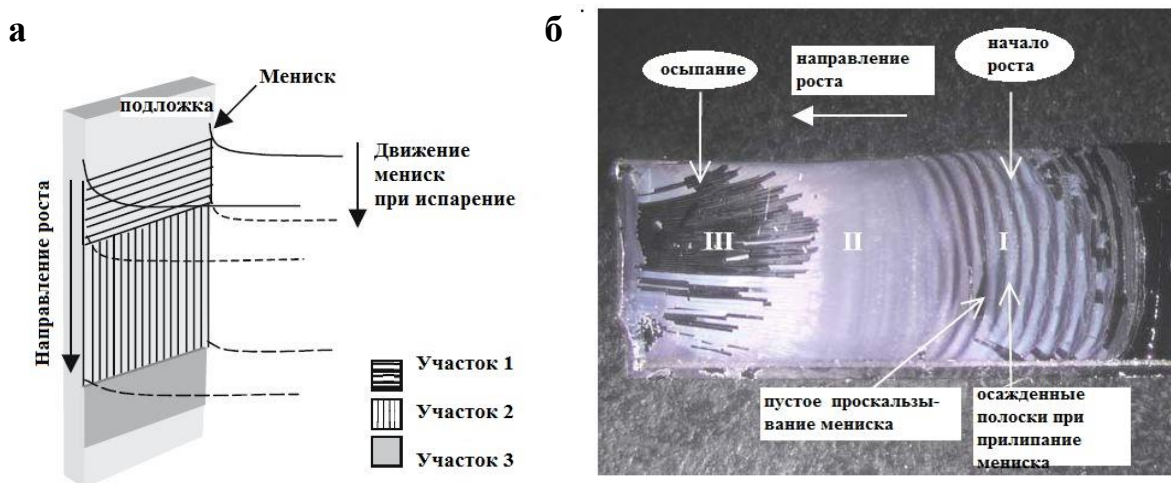 а
подложка
Мениск
Движение
мениск
при испарение
Направление роста
Участок 1
Участок 2
Участок 3
б
осыпание
направление
роста
начало
роста
III
II
I
пустое проскальзы-
вание мениска
осажденные
полоски при
прилипание
мениска